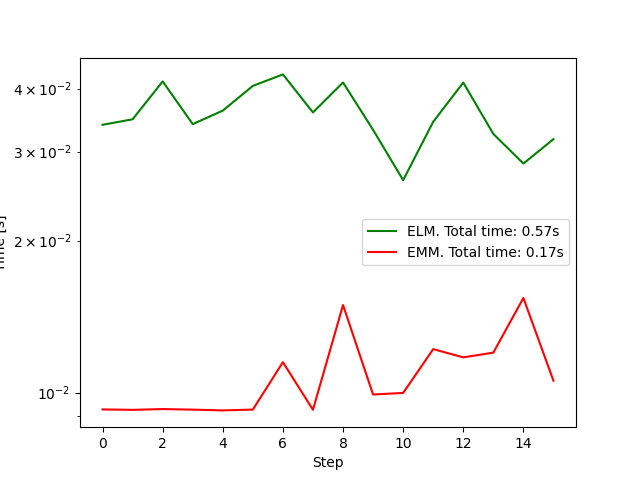 4 × 10⁻²
3 × 10⁻²
2 × 10⁻²
10⁻²
Time [s]
ELM. Total time: 0.57s
EMM. Total time: 0.17s
0 2 4 6 8 10 12 14
Step